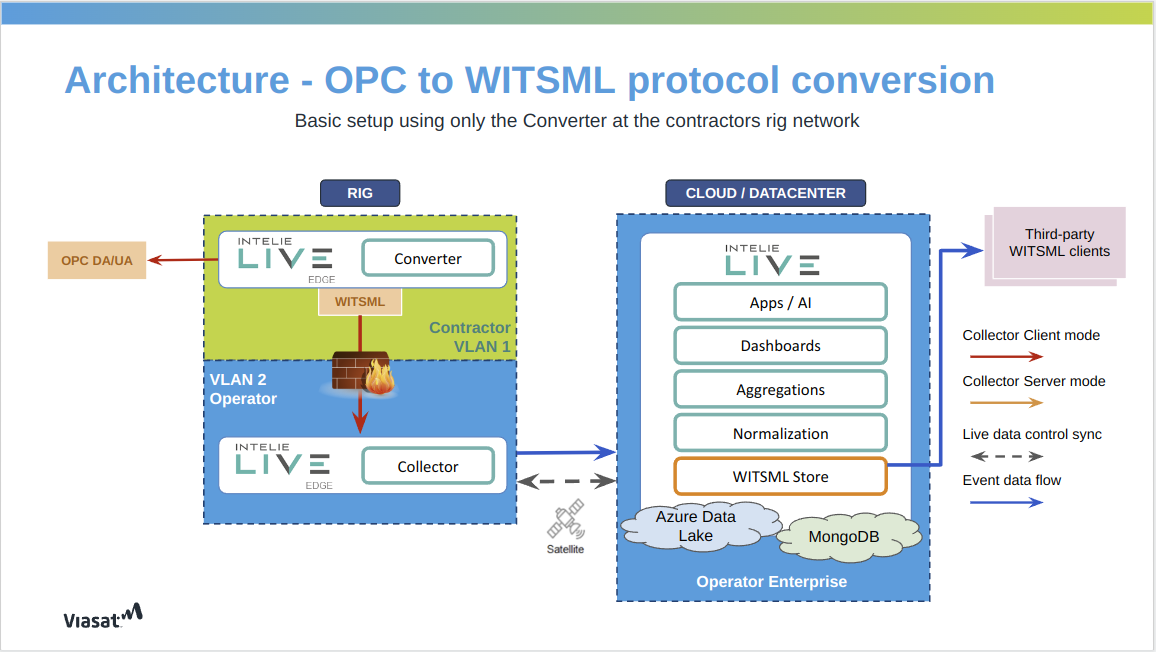 Architecture - OPC to WITSML protocol conversion
Basic setup using only the Converter at the contractors rig network
RIG
CLOUD / DATACENTER
OPC DA/UA
INTELIE
LIVE
EDGE
Converter
WITSML
Contractor
VLAN 1
VLAN 2
Operator
INTELIE
LIVE
EDGE
Collector
Satellite
INTELIE
LIVE
Apps / AI
Dashboards
Aggregations
Normalization
WITSML Store
Azure Data
Lake
MongoDB
Operator Enterprise
Third-party
WITSML clients
Collector Client mode
Collector Server mode
Live data control sync
Event data flow
Viasat